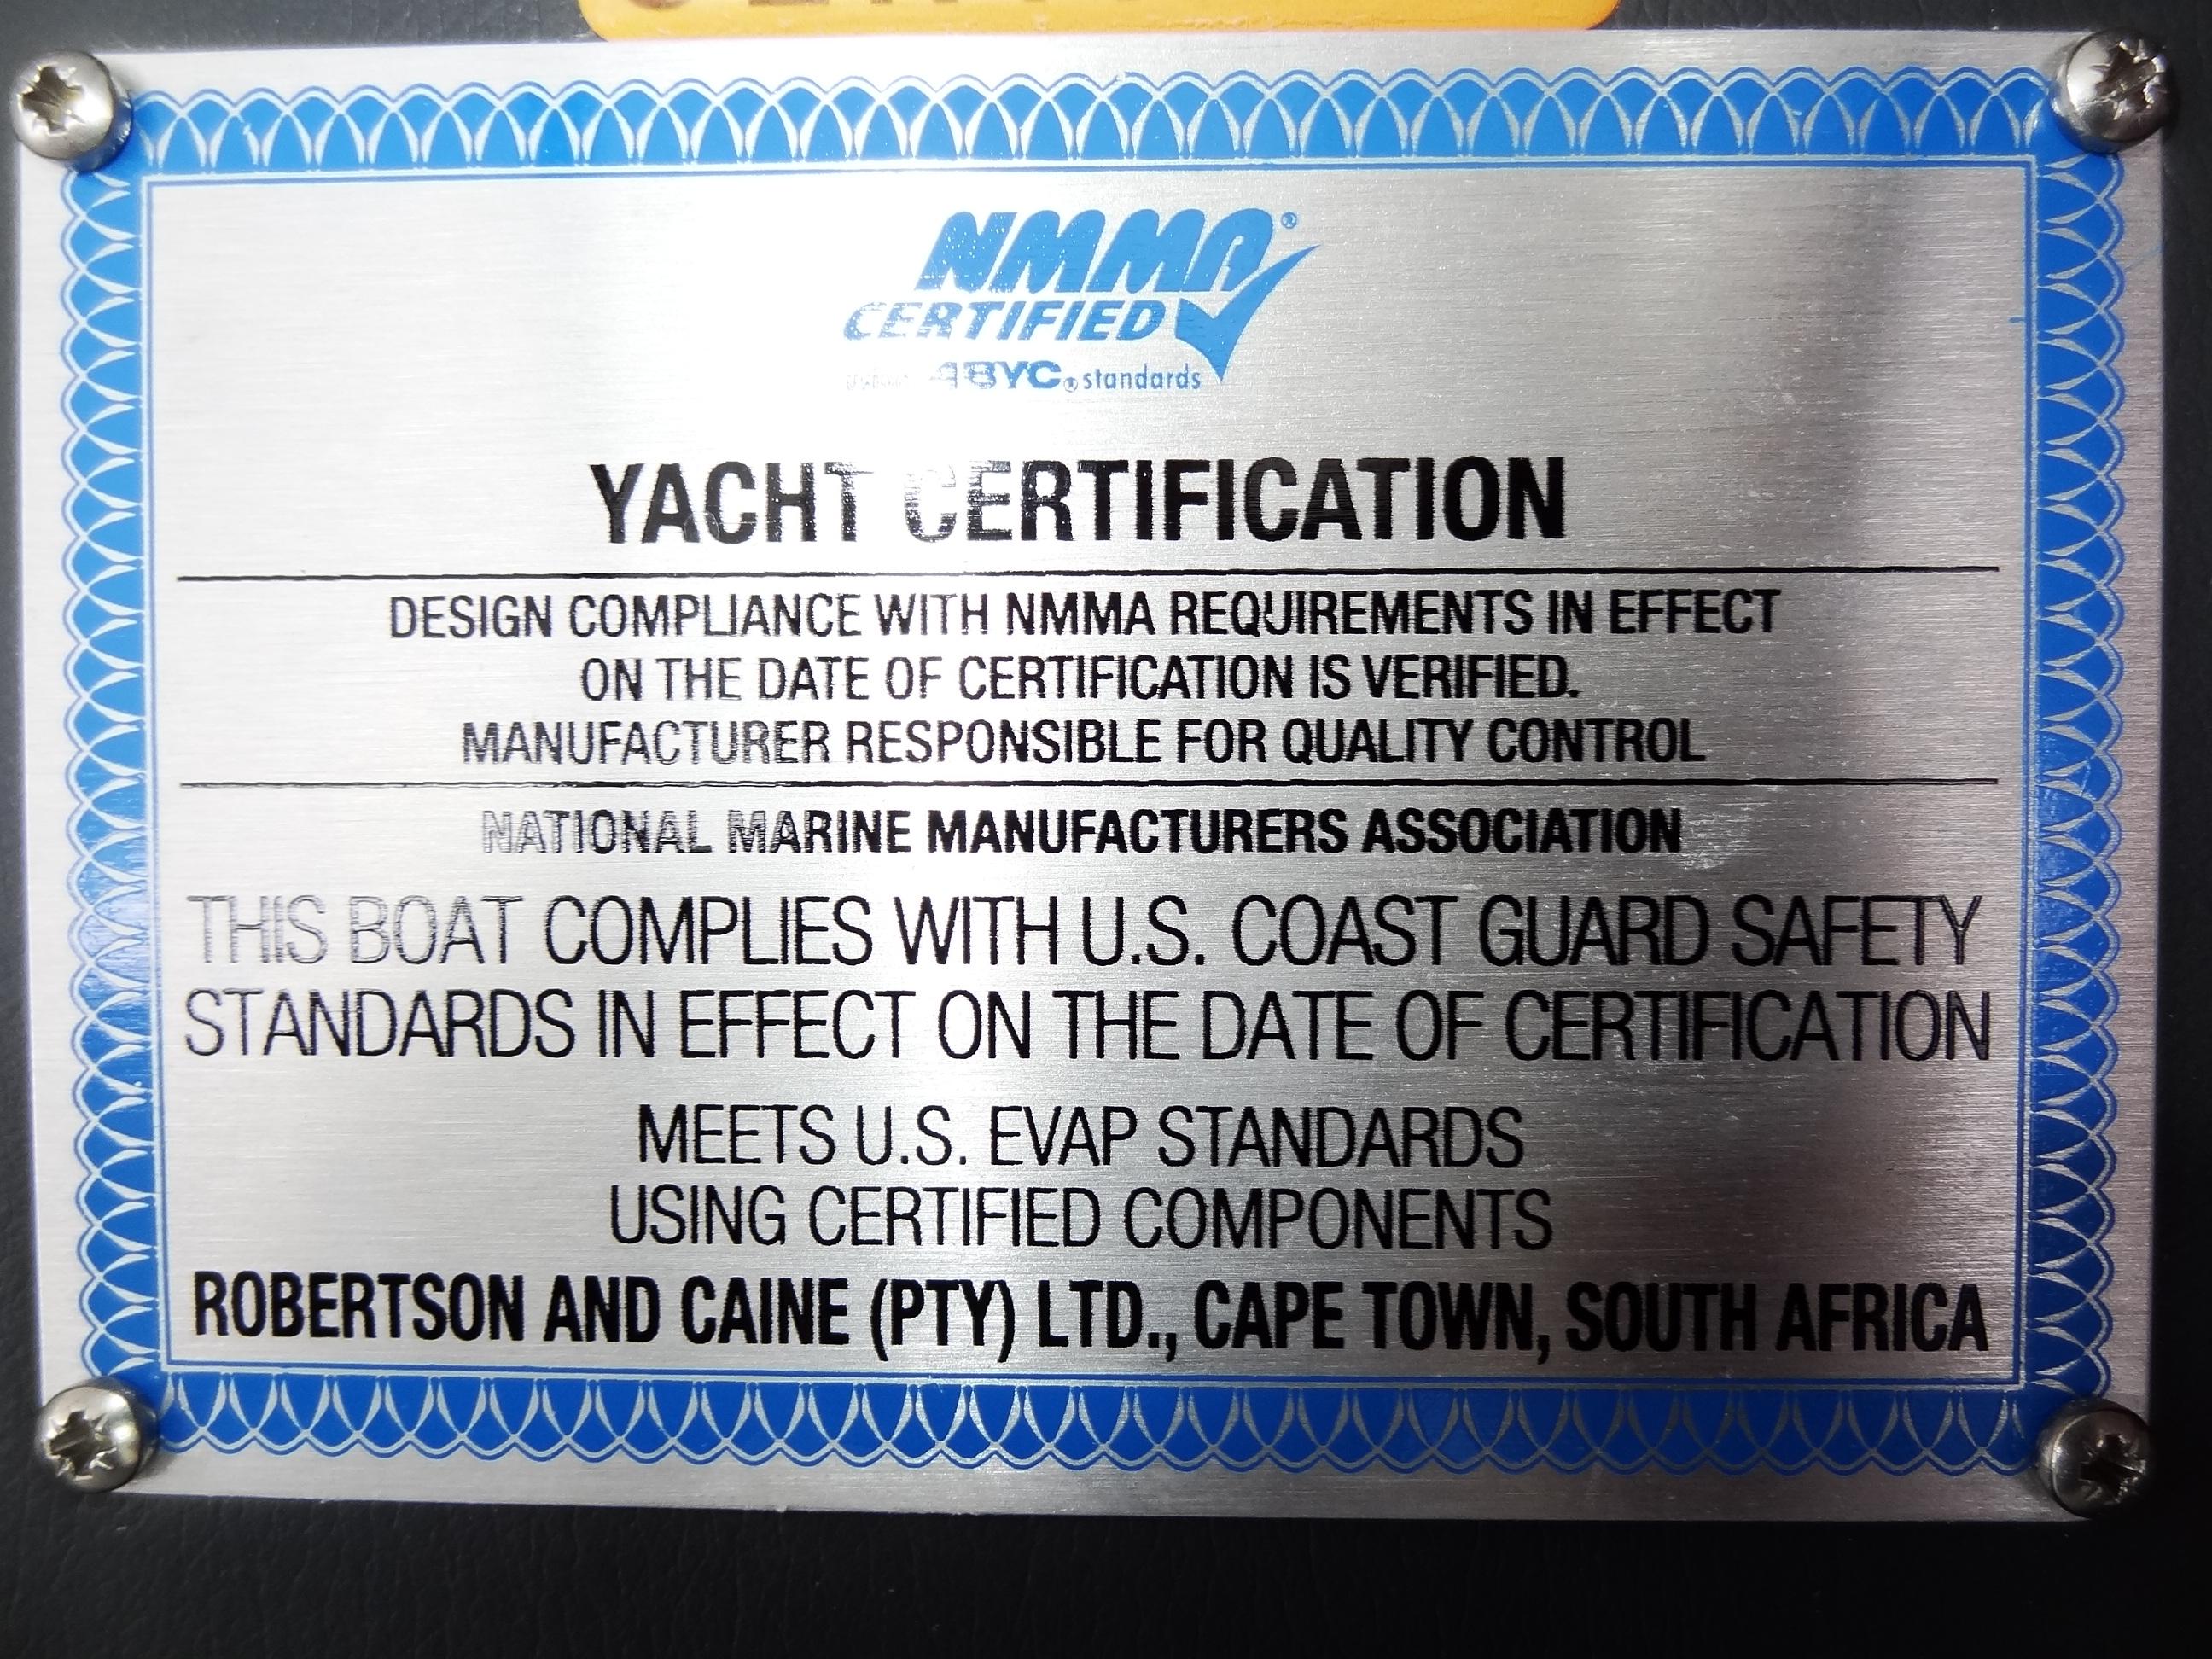 NMMA®
CERTIFIED
ABYC® standards
YACHT CERTIFICATION
DESIGN COMPLIANCE WITH NMMA REQUIREMENTS IN EFFECT
ON THE DATE OF CERTIFICATION IS VERIFIED.
MANUFACTURER RESPONSIBLE FOR QUALITY CONTROL
NATIONAL MARINE MANUFACTURERS ASSOCIATION
THIS BOAT COMPLIES WITH U.S. COAST GUARD SAFETY
STANDARDS IN EFFECT ON THE DATE OF CERTIFICATION
MEETS U.S. EVAP STANDARDS
USING CERTIFIED COMPONENTS
ROBERTSON AND CAINE (PTY) LTD., CAPE TOWN, SOUTH AFRICA